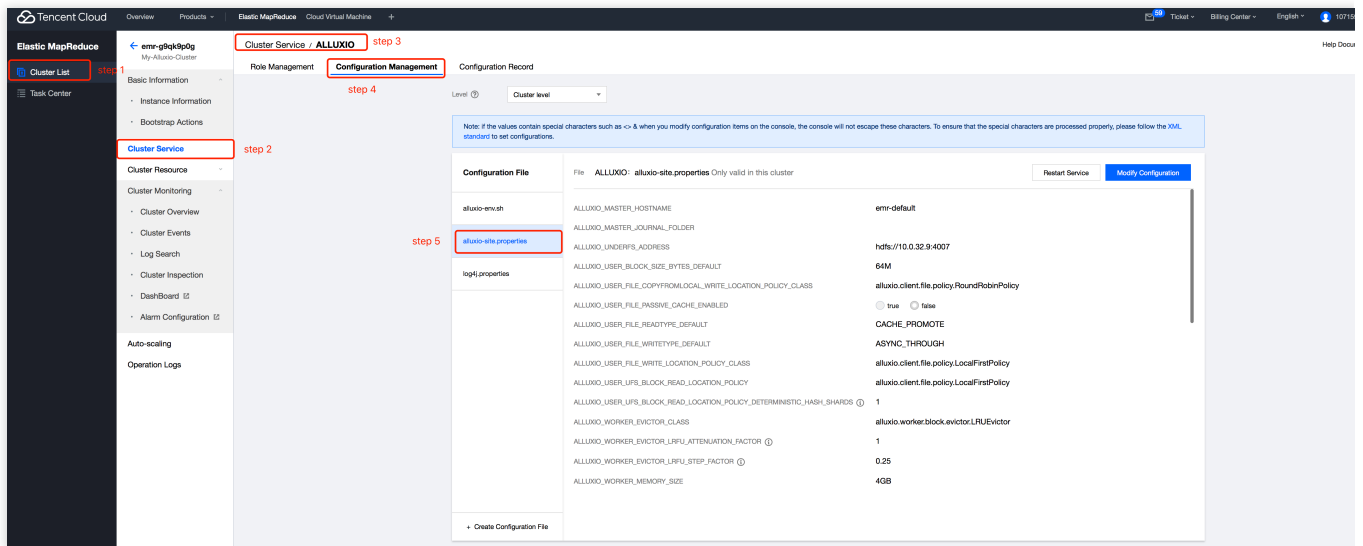 Tencent Cloud
Overview
Products
Elastic MapReduce
Cloud Virtual Machine
+
59
Ticket
Billing Center
English
Elastic MapReduce
Cluster List
step 1
Task Center
emr-g9qk9p0g
My-Alluxio-Cluster
Basic Information
Instance Information
Bootstrap Actions
Cluster Service
step 2
Cluster Resource
Cluster Monitoring
Cluster Overview
Cluster Events
Log Search
Cluster Inspection
DashBoard
Alarm Configuration
Auto-scaling
Operation Logs
Cluster Service / ALLUXIO
step 3
Help Docu
Role Management
Configuration Management
Configuration Record
step 4
Level
Cluster level
Note: if the values contain special characters such as <> & when you modify configuration items on the console, the console will not escape these characters. To ensure that the special characters are processed properly, please follow the XML
standard to set configurations.
Configuration File
File ALLUXIO: alluxio-site.properties Only valid in this cluster
Restart Service
Modify Configuration
alluxio-env.sh
step 5
alluxio-site.properties
log4j.properties
+ Create Configuration File
ALLUXIO_MASTER_HOSTNAME emr-default
ALLUXIO_MASTER_JOURNAL_FOLDER
ALLUXIO_UNDERFS_ADDRESS hdfs://10.0.32.9:4007
ALLUXIO_USER_BLOCK_SIZE_BYTES_DEFAULT 64M
ALLUXIO_USER_FILE_COPYFROMLOCAL_WRITE_LOCATION_POLICY_CLASS alluxio.client.file.policy.RoundRobinPolicy
ALLUXIO_USER_FILE_PASSIVE_CACHE_ENABLED true false
ALLUXIO_USER_FILE_READTYPE_DEFAULT CACHE_PROMOTE
ALLUXIO_USER_FILE_WRITETYPE_DEFAULT ASYNC_THROUGH
ALLUXIO_USER_FILE_WRITE_LOCATION_POLICY_CLASS alluxio.client.file.policy.LocalFirstPolicy
ALLUXIO_USER_UFS_BLOCK_READ_LOCATION_POLICY alluxio.client.file.policy.LocalFirstPolicy
ALLUXIO_USER_UFS_BLOCK_READ_LOCATION_POLICY_DETERMINISTIC_HASH_SHARDS 1
ALLUXIO_WORKER_EVICTOR_CLASS alluxio.worker.block.evictor.LRUEvictor
ALLUXIO_WORKER_EVICTOR_LRFU_ATTENUATION_FACTOR 1
ALLUXIO_WORKER_EVICTOR_LRFU_STEP_FACTOR 0.25
ALLUXIO_WORKER_MEMORY_SIZE 4GB